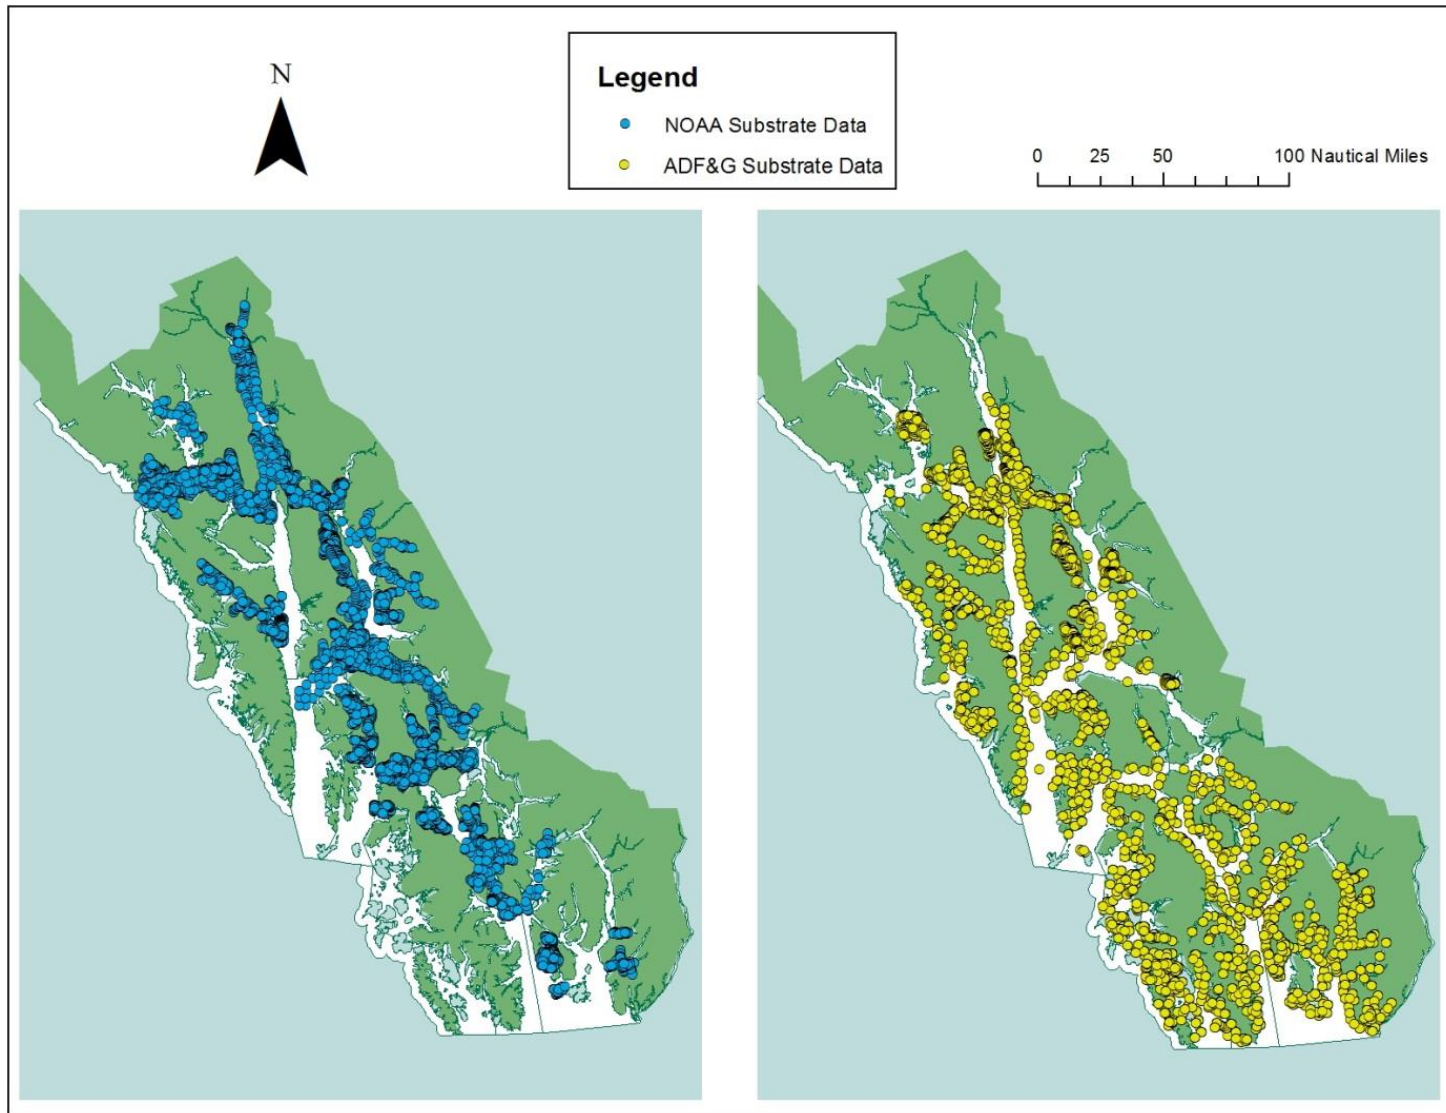 N
Legend
NOAA Substrate Data
ADF&G Substrate Data
0 25 50 100 Nautical Miles